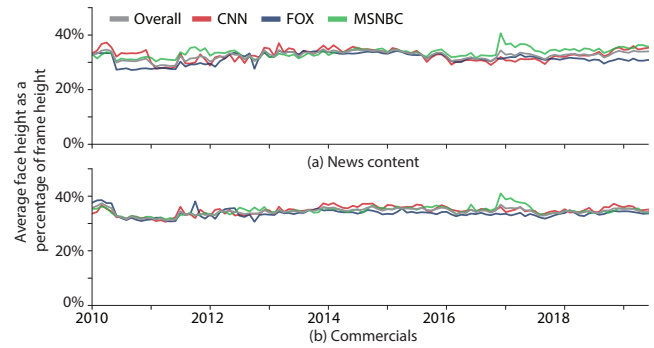 Average face height as a
percentage of frame height
Overall CNN FOX MSNBC
40%
20%
0%
(a) News content
40%
20%
0%
2010 2012 2014 2016 2018
(b) Commercials